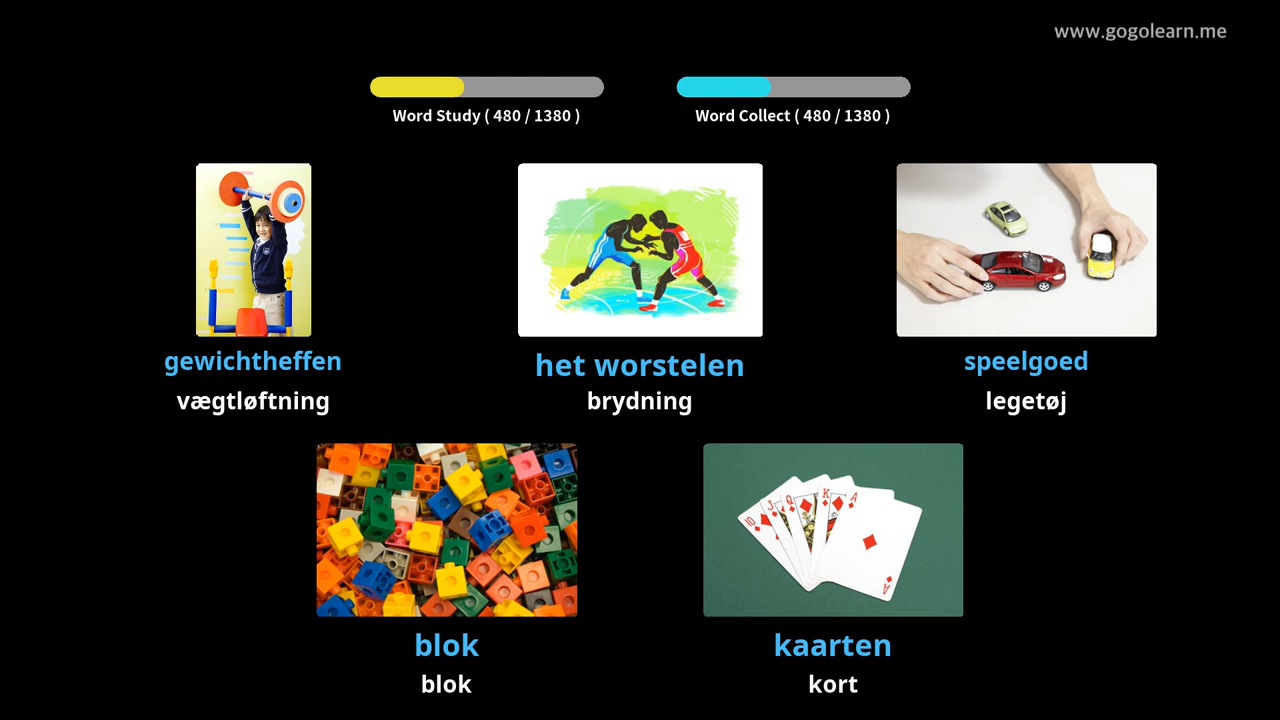 www.gogolearn.me
Word Study ( 480 / 1380 )
Word Collect ( 480 / 1380 )
gewichtheffen
vægtløftning
het worstelen
brydning
speelgoed
legetøj
10 J Q K A
A
blok
blok
kaarten
kort